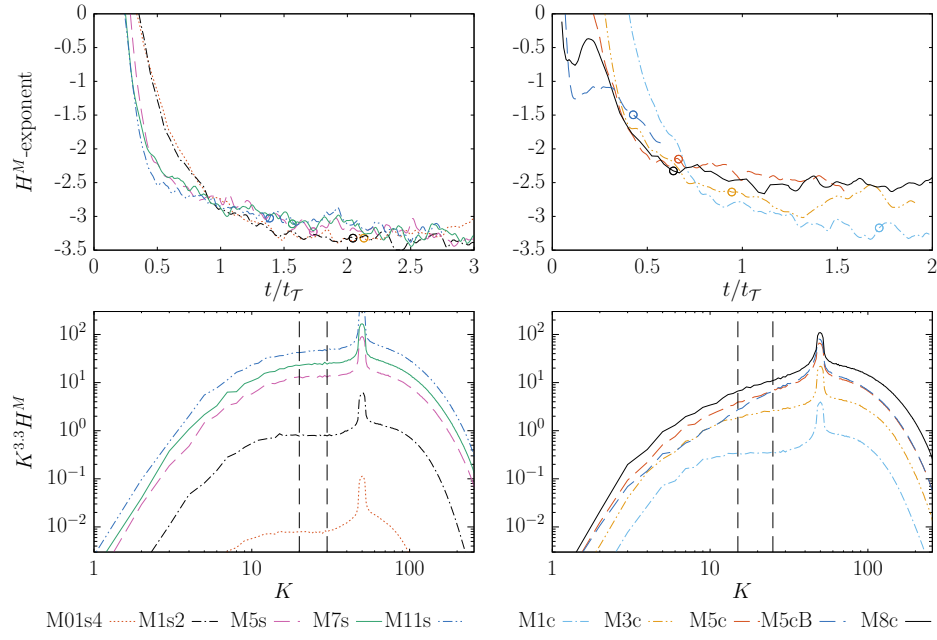 0 0
-0.5 -0.5
-1 -1
-1.5 -1.5
-2 -2
-2.5 -2.5
-3 -3
-3.5 -3.5
H^M-exponent
0 0.5 1 1.5 2 2.5 3 0 0.5 1 1.5 2
t/t_𝒯 t/t_𝒯
10^2 10^2
10^1 10^1
10^0 10^0
10^−1 10^−1
10^−2 10^−2
K^3.3 H^M
1 10 100 1 10 100
K K
M01s4 M1s2 M5s M7s M11s M1c M3c M5c M5cB M8c